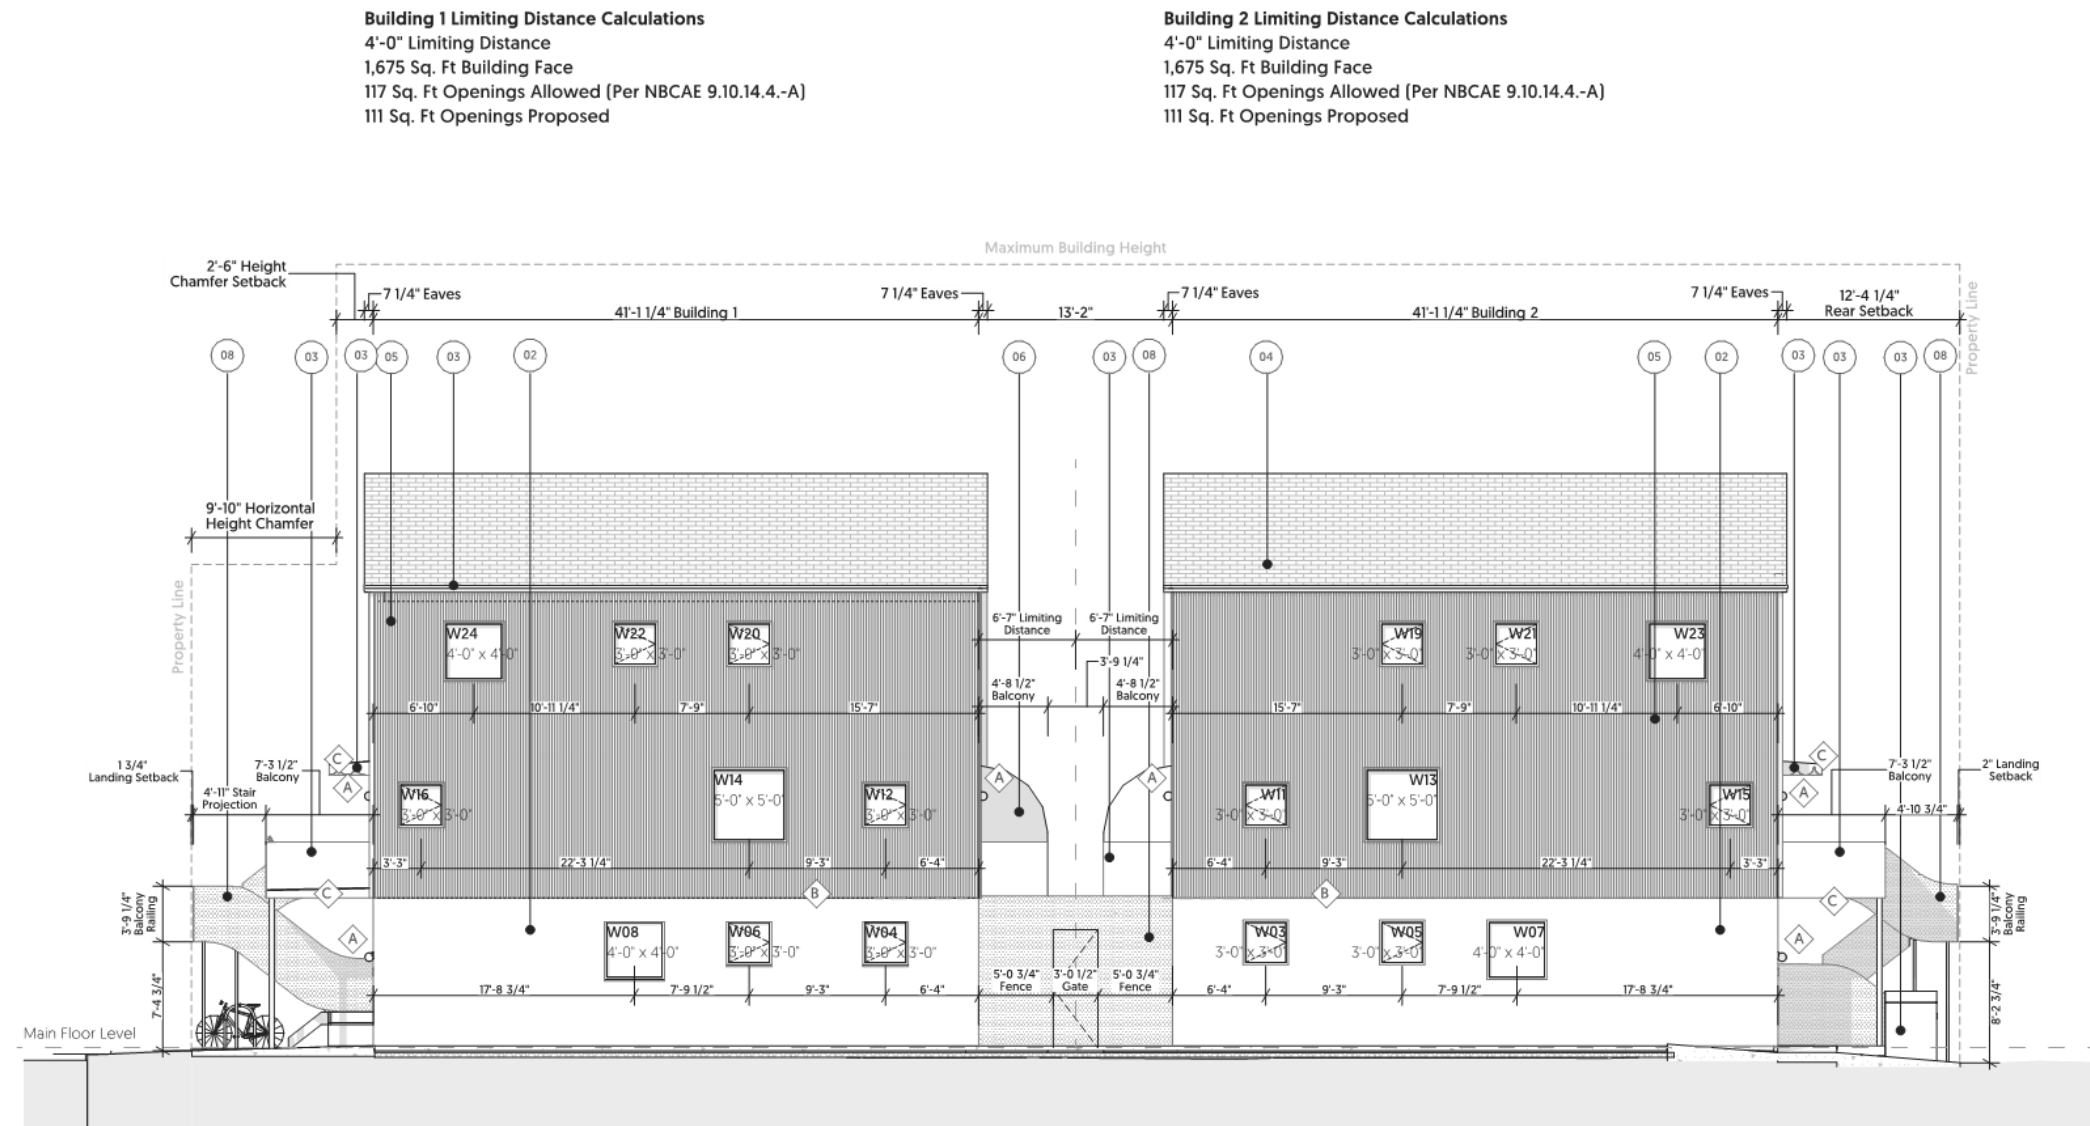 Building 1 Limiting Distance Calculations
4'-0" Limiting Distance
1,675 Sq. Ft Building Face
117 Sq. Ft Openings Allowed (Per NBCAE 9.10.14.4.-A)
111 Sq. Ft Openings Proposed
Building 2 Limiting Distance Calculations
4'-0" Limiting Distance
1,675 Sq. Ft Building Face
117 Sq. Ft Openings Allowed (Per NBCAE 9.10.14.4.-A)
111 Sq. Ft Openings Proposed
Maximum Building Height
2'-6" Height
Chamfer Setback
7 1/4" Eaves
7 1/4" Eaves
7 1/4" Eaves
7 1/4" Eaves
12'-4 1/4"
Rear Setback
41'-1 1/4" Building 1
13'-2"
41'-1 1/4" Building 2
Property Line
08
03
03
05
03
02
06
03
08
04
05
02
03
03
03
08
9'-10" Horizontal
Height Chamfer
Property Line
6'-7" Limiting
Distance
6'-7" Limiting
Distance
W24
4'-0" x 4'-0"
W22
3'-0" x 3'-0"
W20
3'-0" x 3'-0"
W19
3'-0" x 3'-0"
W21
3'-0" x 3'-0"
W23
4'-0" x 4'-0"
3'-9 1/4"
4'-8 1/2"
Balcony
4'-8 1/2"
Balcony
6'-10"
10'-11 1/4"
7'-9"
15'-7"
15'-7"
7'-9"
10'-11 1/4"
6'-10"
1 3/4"
Landing Setback
7'-3 1/2"
Balcony
4'-11" Stair
Projection
C
A
A
A
C
A
7'-3 1/2"
Balcony
2" Landing
Setback
4'-10 3/4"
W16
3'-0" x 3'-0"
W14
5'-0" x 5'-0"
W12
3'-0" x 3'-0"
W11
3'-0" x 3'-0"
W13
5'-0" x 5'-0"
W15
3'-0" x 3'-0"
3'-3"
22'-3 1/4"
9'-3"
6'-4"
6'-4"
9'-3"
22'-3 1/4"
3'-3"
C
B
B
C
3'-9 1/4"
Balcony
Railing
3'-9 1/4"
Balcony
Railing
A
A
W08
4'-0" x 4'-0"
W06
3'-0" x 3'-0"
W04
3'-0" x 3'-0"
W03
3'-0" x 3'-0"
W05
3'-0" x 3'-0"
W07
4'-0" x 4'-0"
5'-0 3/4"
Fence
3'-0 1/2"
Gate
5'-0 3/4"
Fence
17'-8 3/4"
7'-9 1/2"
9'-3"
6'-4"
6'-4"
9'-3"
7'-9 1/2"
17'-8 3/4"
7'-4 3/4"
8'-2 3/4"
Main Floor Level